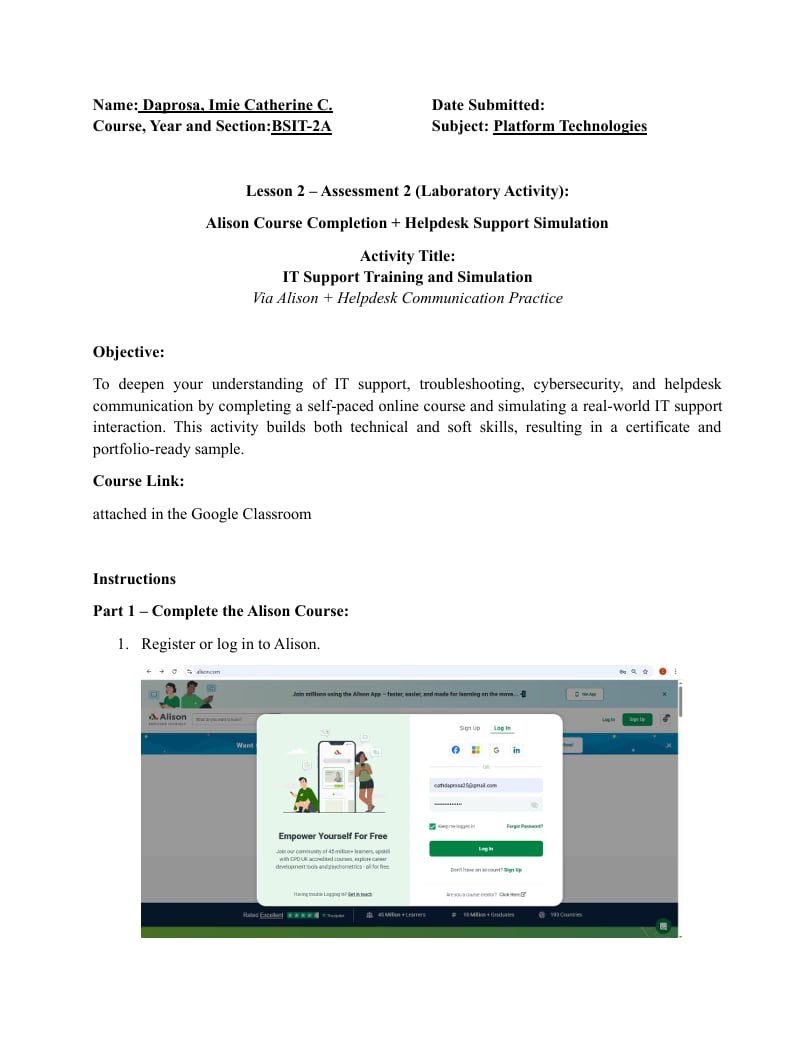 Name: Daprosa, Imie Catherine C.
Date Submitted:
Course, Year and Section:BSIT-2A
Subject: Platform Technologies
Lesson 2 – Assessment 2 (Laboratory Activity):
Alison Course Completion + Helpdesk Support Simulation
Activity Title:
IT Support Training and Simulation
Via Alison + Helpdesk Communication Practice
Objective:
To deepen your understanding of IT support, troubleshooting, cybersecurity, and helpdesk
communication by completing a self-paced online course and simulating a real-world IT support
interaction. This activity builds both technical and soft skills, resulting in a certificate and
portfolio-ready sample.
Course Link:
attached in the Google Classroom
Instructions
Part 1 – Complete the Alison Course:
1. Register or log in to Alison.
alison.com
Join millions using the Alison App – faster, easier, and made for learning on the move...
Alison
What do you want to learn?
Log In
Sign Up
Want
Sign Up
Log In
OR
cathdaprosa25@gmail.com
Keep me logged in
Forgot Password?
Log In
Don't have an account? Sign Up
Are you a course creator? Click Here
Empower Yourself For Free
Join our community of 45 million+ learners, upskill
with CPD UK accredited courses, explore career
development tools and psychometrics - all for free.
Having trouble Logging In? Get in touch
Rated Excellent
Trustpilot
45 Million + Learners
10 Million + Graduates
193 Countries